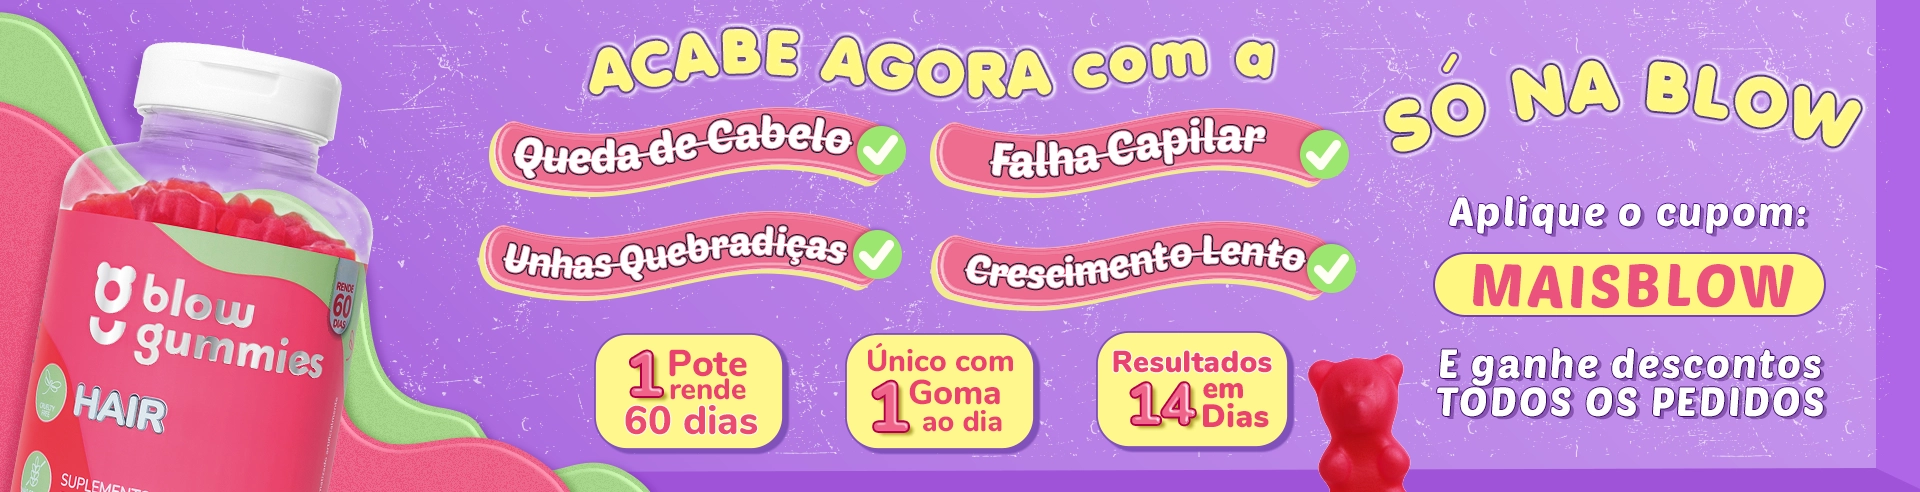 ACABE AGORA com a
Queda de Cabelo
Falha Capilar
Unhas Quebradiças
Crescimento Lento
1 Pote
rende
60 dias
Único com
1 Goma
ao dia
Resultados
14 em
Dias
SÓ NA BLOW
Aplique o cupom:
MAISBLOW
E ganhe descontos
TODOS OS PEDIDOS
blow
gummies
HAIR
RENDE
60
DIAS